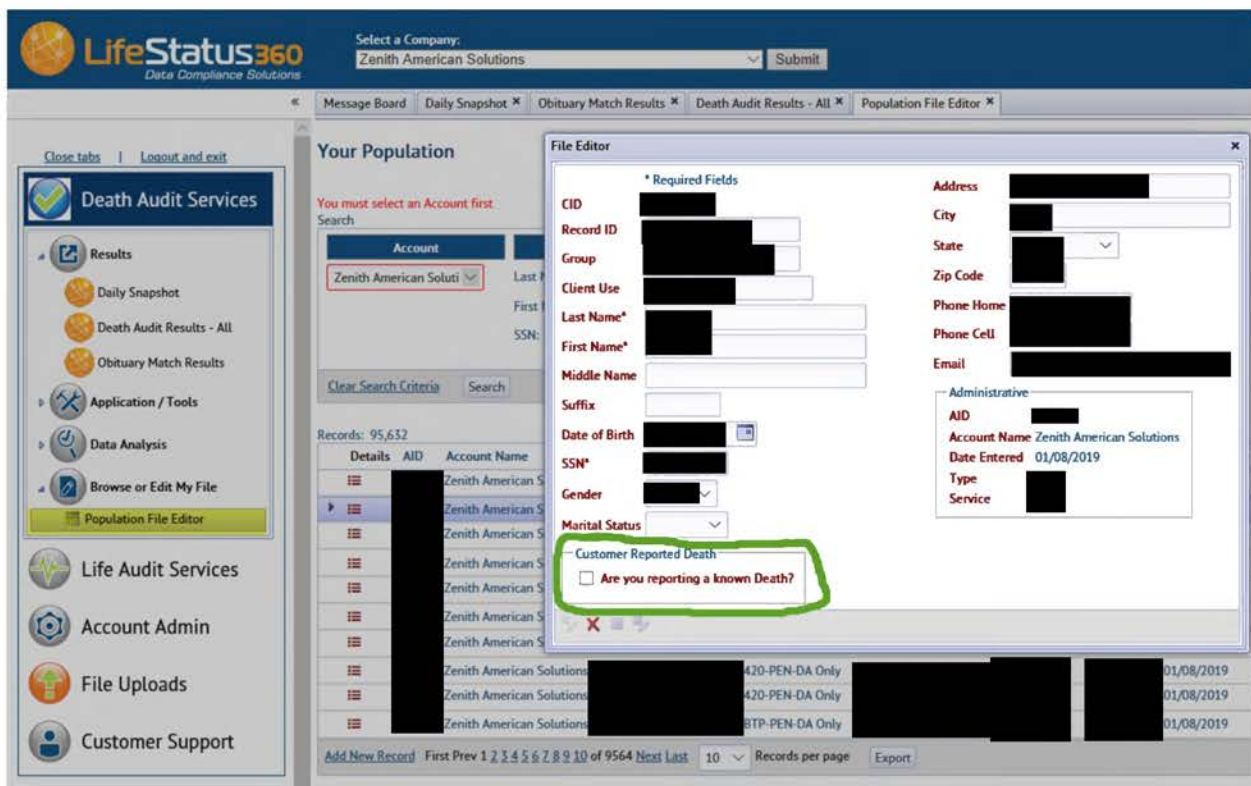 LifeStatus360
Data Compliance Solutions
Select a Company:
Zenith American Solutions
Submit
«
Message Board
Daily Snapshot ×
Obituary Match Results ×
Death Audit Results - All ×
Population File Editor ×
Close tabs | Logout and exit
Death Audit Services
Results
Daily Snapshot
Death Audit Results - All
Obituary Match Results
Application / Tools
Data Analysis
Browse or Edit My File
Population File Editor
Life Audit Services
Account Admin
File Uploads
Customer Support
Your Population
You must select an Account first
Search
Account
Zenith American Soluti
Last
First
SSN:
Clear Search Criteria
Search
Records: 95,632
Details AID Account Name
Zenith American S
Zenith American S
Zenith American S
Zenith American S
Zenith American S
Zenith American S
Zenith American S
Zenith American Solutions 420-PEN-DA Only 01/08/2019
Zenith American Solutions 420-PEN-DA Only 01/08/2019
Zenith American Solutions BTP-PEN-DA Only 01/08/2019
Add New Record First Prev 1 2 3 4 5 6 7 8 9 10 of 9564 Next Last 10 Records per page Export
File Editor ×
* Required Fields
CID
Record ID
Group
Client Use
Last Name*
First Name*
Middle Name
Suffix
Date of Birth
SSN*
Gender
Marital Status
Customer Reported Death
Are you reporting a known Death?
Address
City
State
Zip Code
Phone Home
Phone Cell
Email
Administrative
AID
Account Name Zenith American Solutions
Date Entered 01/08/2019
Type
Service